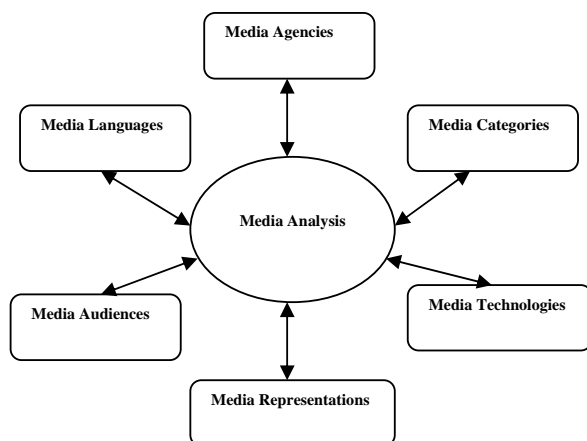 Media Agencies
Media Languages
Media Categories
Media Analysis
Media Audiences
Media Technologies
Media Representations